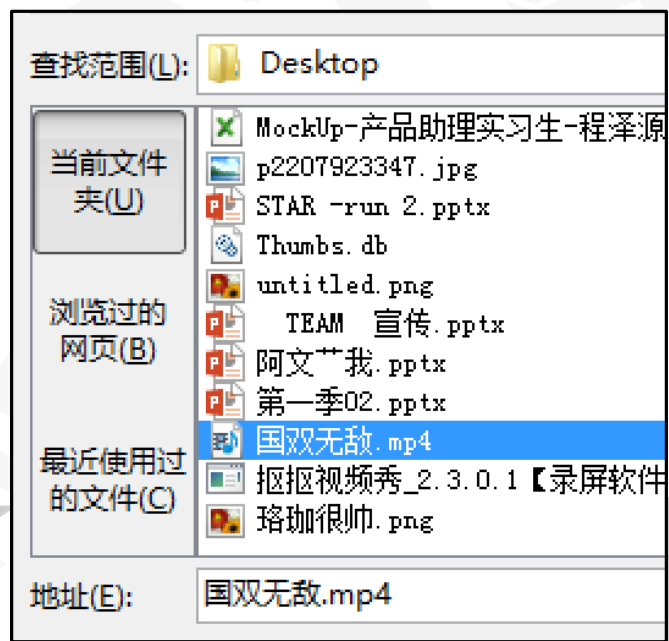 查找范围(L): Desktop
当前文件
夹(U)
浏览过的
网页(B)
最近使用过
的文件(C)
MockUp-产品助理实习生-程泽源
p2207923347.jpg
STAR -run 2.pptx
Thumbs.db
untitled.png
TEAM 宣传.pptx
阿文艹我.pptx
第一季02.pptx
国双无敌.mp4
抠抠视频秀_2.3.0.1【录屏软件
珞珈很帅.png
地址(E): 国双无敌.mp4